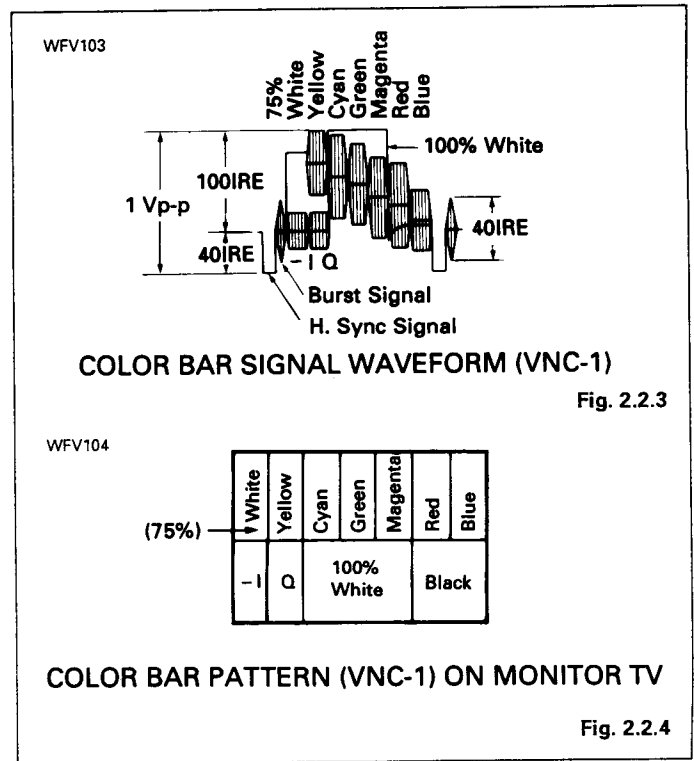 WFV103
75%
White
Yellow
Cyan
Green
Magenta
Red
Blue
100% White
100IRE
1 Vp-p
40IRE
40IRE
– I Q
Burst Signal
H. Sync Signal
COLOR BAR SIGNAL WAVEFORM (VNC-1)
Fig. 2.2.3
WFV104
White
Yellow
Cyan
Green
Magenta
Red
Blue
(75%)
– I
Q
100%
White
Black
COLOR BAR PATTERN (VNC-1) ON MONITOR TV
Fig. 2.2.4